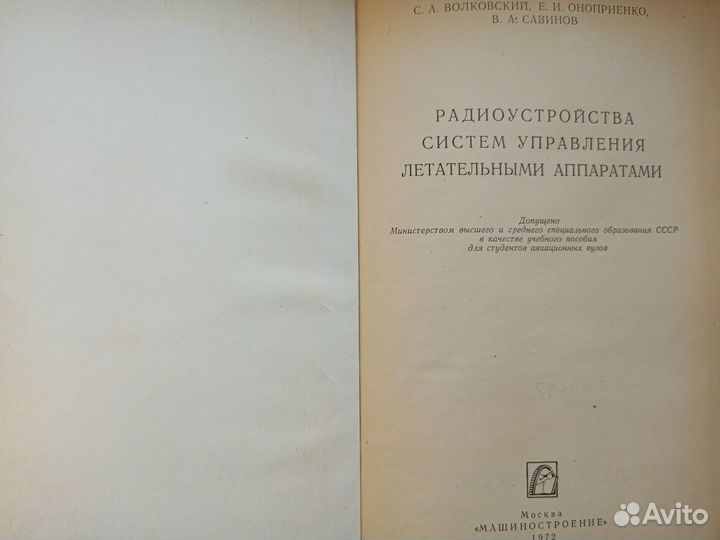 С. А. ВОЛКОВСКИЙ, Е. И. ОНОПРИЕНКО,
В. А. САВИНОВ
РАДИОУСТРОЙСТВА
СИСТЕМ УПРАВЛЕНИЯ
ЛЕТАТЕЛЬНЫМИ АППАРАТАМИ
Допущено
Министерством высшего и среднего специального образования СССР
в качестве учебного пособия
для студентов авиационных вузов
Москва
«МАШИНОСТРОЕНИЕ»
1972
Avito